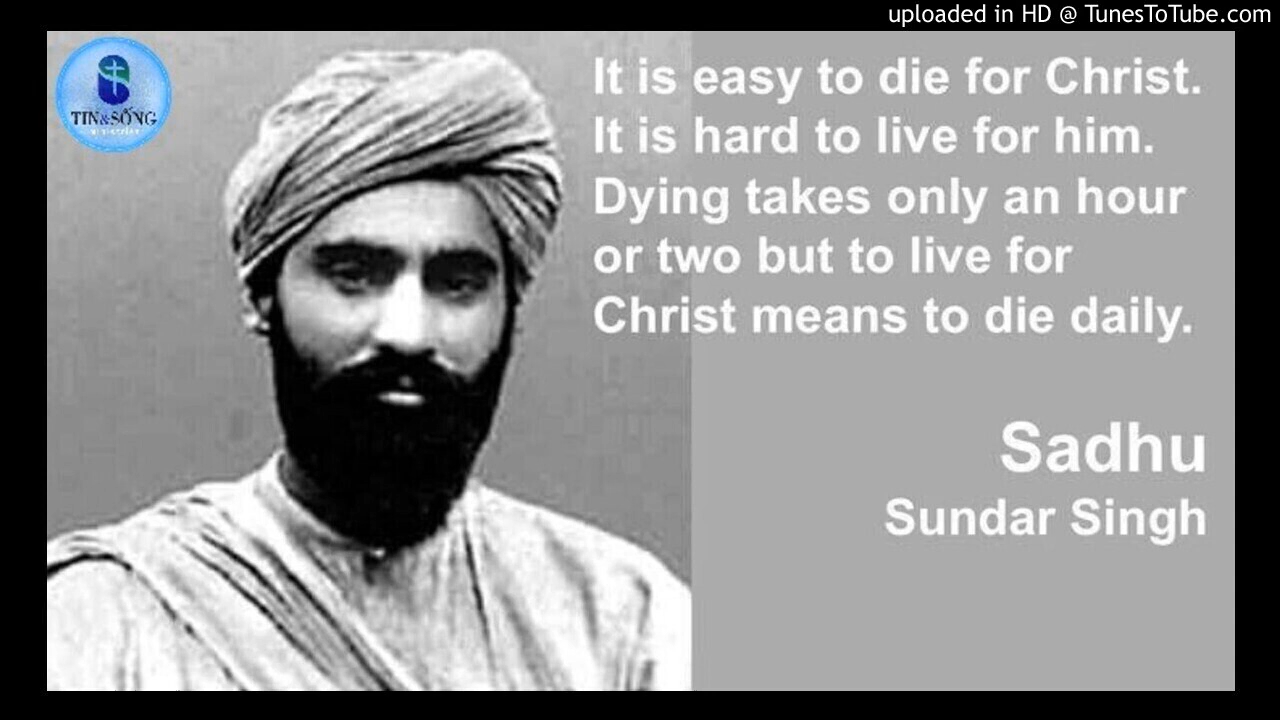 uploaded in HD @ TunesToTube.com
TIN&SỐNG
It is easy to die for Christ.
It is hard to live for him.
Dying takes only an hour
or two but to live for
Christ means to die daily.
Sadhu
Sundar Singh